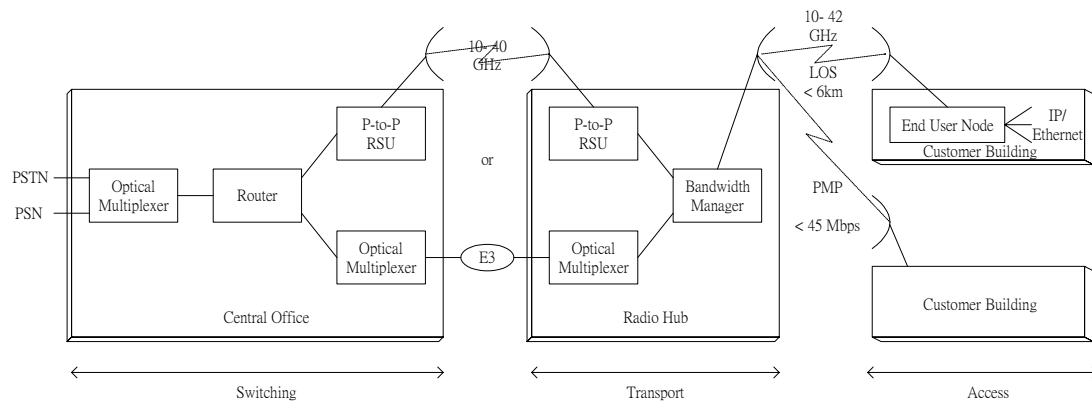 10- 40
GHz
10- 42
GHz
LOS
< 6km
P-to-P
RSU
P-to-P
RSU
End User Node
IP/
Ethernet
Customer Building
or
PSTN
PSN
Optical
Multiplexer
Router
Bandwidth
Manager
PMP
< 45 Mbps
Optical
Multiplexer
E3
Optical
Multiplexer
Customer Building
Central Office
Radio Hub
Switching
Transport
Access